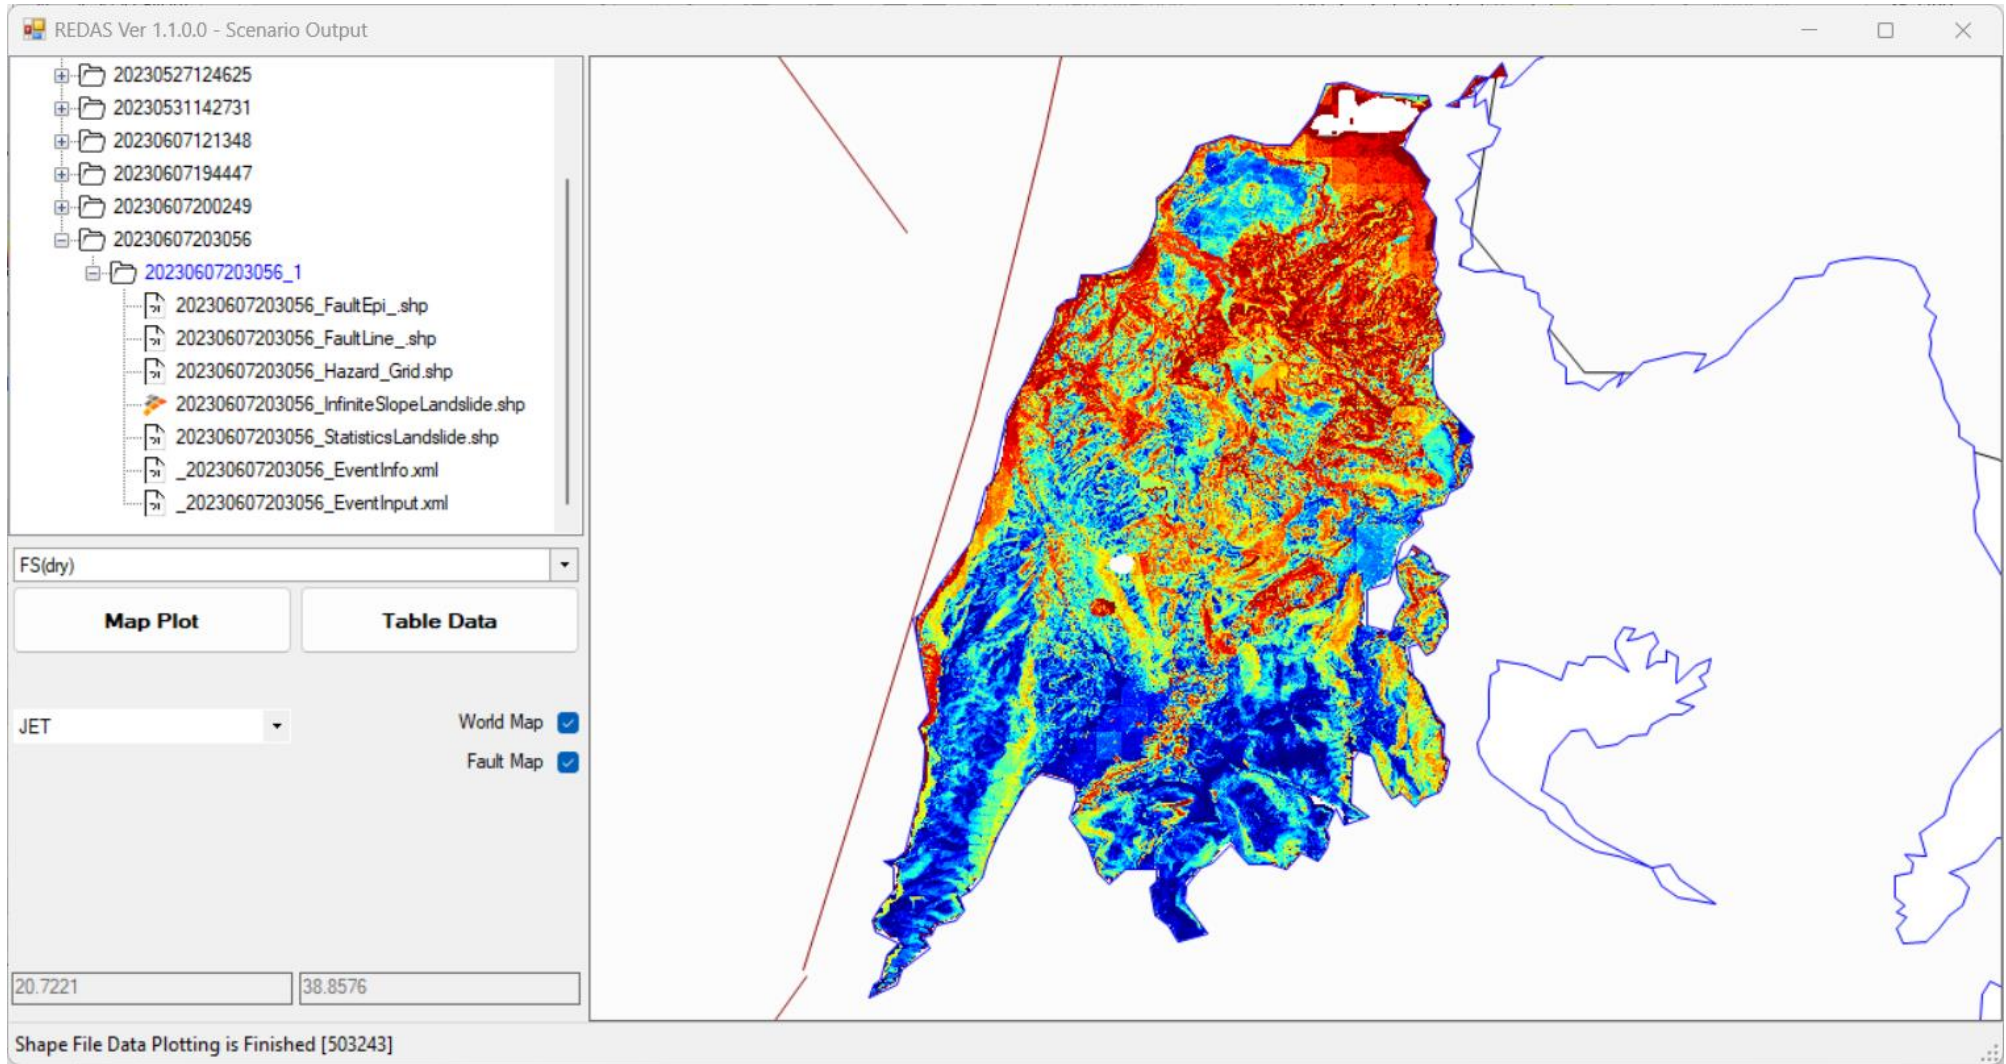 REDAS Ver 1.1.0.0 - Scenario Output
20230527124625
20230531142731
20230607121348
20230607194447
20230607200249
20230607203056
20230607203056_1
20230607203056_FaultEpi_.shp
20230607203056_FaultLine_.shp
20230607203056_Hazard_Grid.shp
20230607203056_InfiniteSlopeLandslide.shp
20230607203056_StatisticsLandslide.shp
_20230607203056_EventInfo.xml
_20230607203056_EventInput.xml
FS(dry)
Map Plot Table Data
JET World Map
Fault Map
20.7221 38.8576
Shape File Data Plotting is Finished [503243]